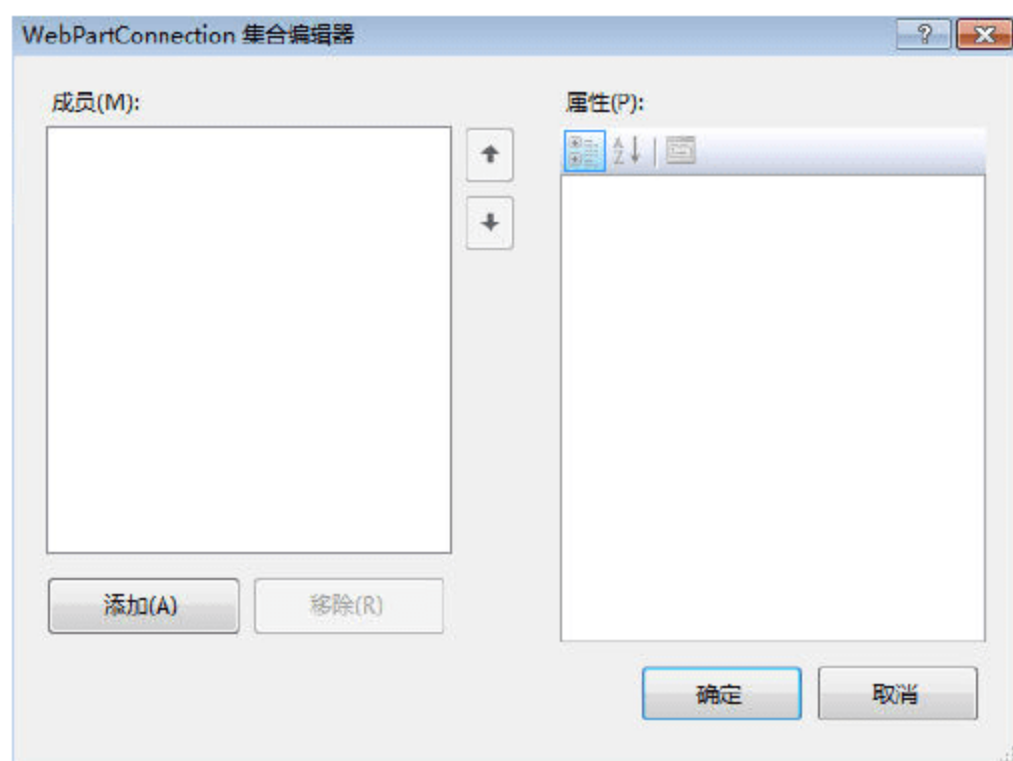 WebPartConnection 集合编辑器
成员(M):
属性(P):
添加(A)
移除(R)
确定
取消